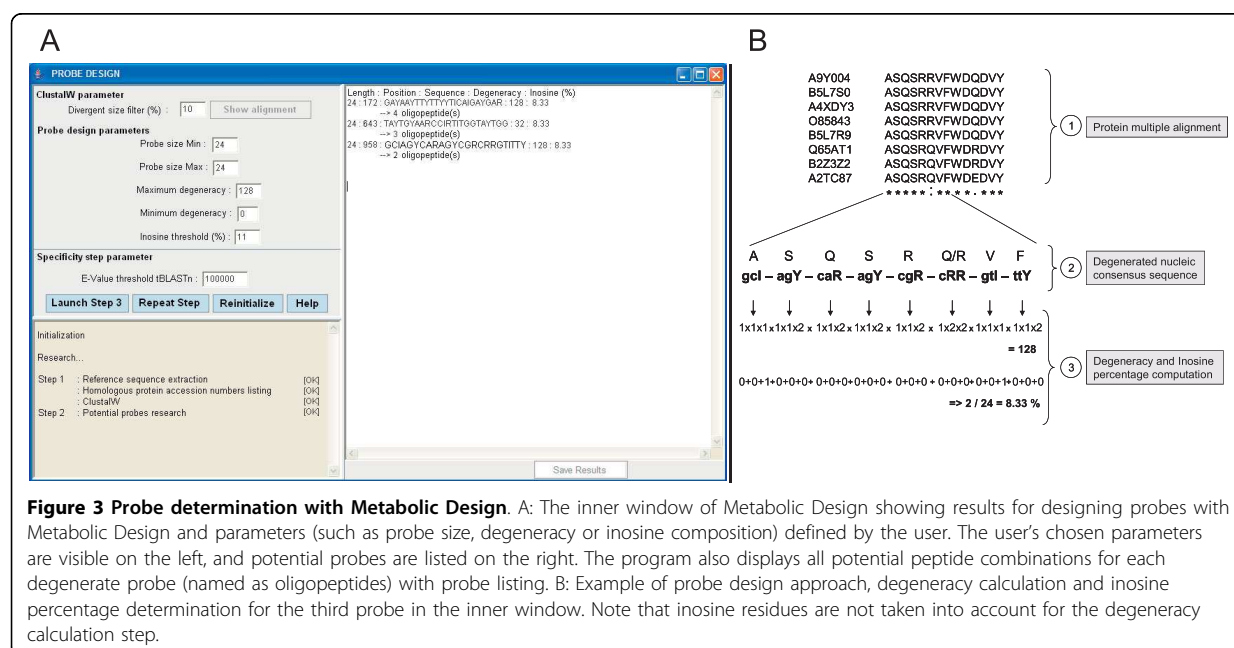 A
PROBE DESIGN
ClustalW parameter
Divergent size filter (%) : 10 Show alignment
Probe design parameters
Probe size Min : 24
Probe size Max : 24
Maximum degeneracy : 128
Minimum degeneracy : 0
Inosine threshold (%) : 11
Specificity step parameter
E-Value threshold tBLASTn : 100000
Launch Step 3 Repeat Step Reinitialize Help
Initialization
Research...
Step 1 : Reference sequence extraction [OK]
: Homologous protein accession numbers listing [OK]
: ClustalW [OK]
Step 2 : Potential probes research [OK]
Length : Position : Sequence : Degeneracy : Inosine (%)
24 : 172 : GAYAAYTTYTTYYTICAIGAYGAR : 128 : 8.33
--> 4 oligopeptide(s)
24 : 643 : TAYTGYAARCCIRTITGGTAYTGG : 32 : 8.33
--> 3 oligopeptide(s)
24 : 958 : GCIAGYCARAGYCGRCRRGTITTY : 128 : 8.33
--> 2 oligopeptide(s)
Save Results
B
A9Y004 ASQSRRVFWDQDVY
B5L7S0 ASQSRRVFWDQDVY
A4XDY3 ASQSRRVFWDQDVY
O85843 ASQSRRVFWDQDVY
B5L7R9 ASQSRRVFWDQDVY
Q65AT1 ASQSRQVFWDRDVY
B2Z3Z2 ASQSRQVFWDRDVY
A2TC87 ASQSRQVFWDEDVY
*****:****.***
1 Protein multiple alignment
A S Q S R Q/R V F
gcI – agY – caR – agY – cgR – cRR – gtI – ttY
2 Degenerated nucleic consensus sequence
1x1x1x1x1x2 x 1x1x2x 1x1x2 x 1x1x2 x 1x2x2x 1x1x1x 1x1x2
= 128
0+0+1+0+0+0+ 0+0+0+ 0+0+0+ 0+0+0 + 0+0+0+ 0+0+1+0+0+0
=> 2 / 24 = 8.33 %
3 Degeneracy and Inosine percentage computation
Figure 3 Probe determination with Metabolic Design. A: The inner window of Metabolic Design showing results for designing probes with
Metabolic Design and parameters (such as probe size, degeneracy or inosine composition) defined by the user. The user's chosen parameters
are visible on the left, and potential probes are listed on the right. The program also displays all potential peptide combinations for each
degenerate probe (named as oligopeptides) with probe listing. B: Example of probe design approach, degeneracy calculation and inosine
percentage determination for the third probe in the inner window. Note that inosine residues are not taken into account for the degeneracy
calculation step.